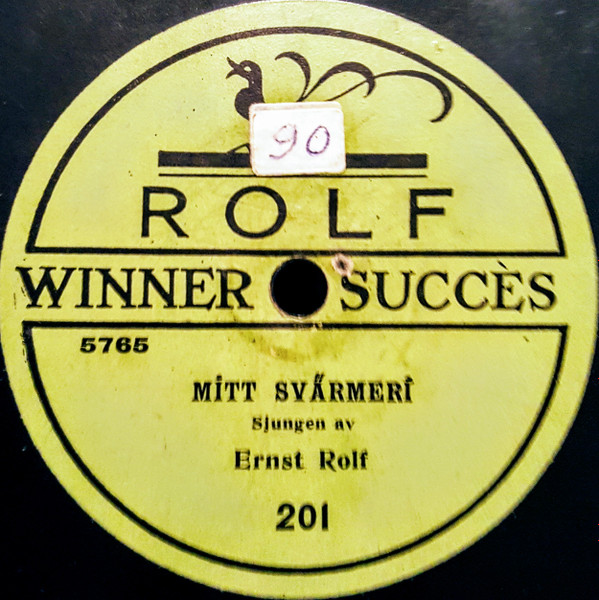 90
ROLF
WINNER SUCCÈS
5765
MITT SVÄRMERI
Sjungen av
Ernst Rolf
201